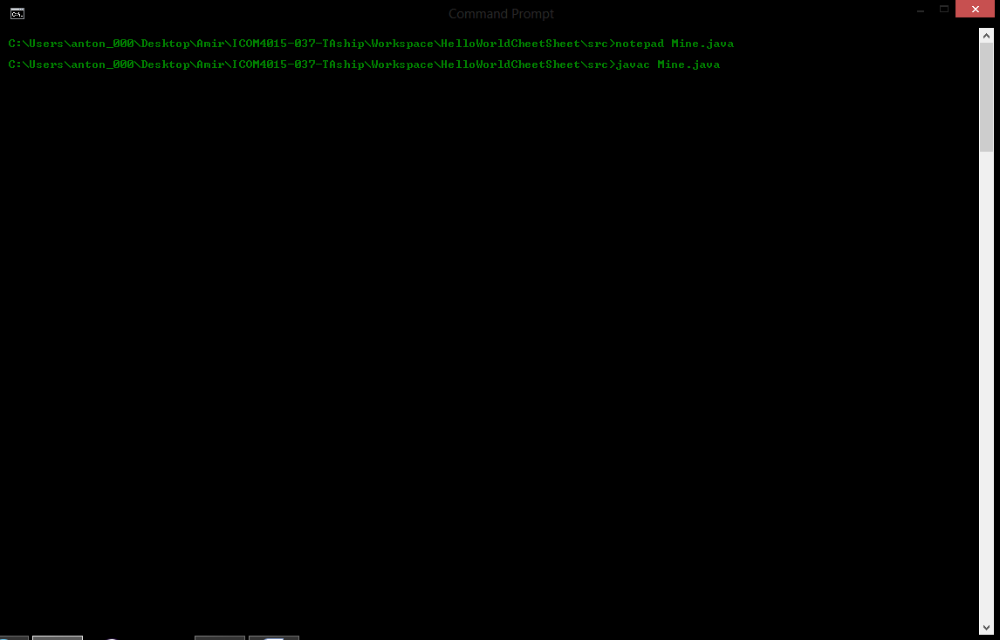 Command Prompt
C:\Users\anton_000\Desktop\Amir\ICOM4015-037-TAship\Workspace\HelloWorldCheetSheet\src>notepad Mine.java
C:\Users\anton_000\Desktop\Amir\ICOM4015-037-TAship\Workspace\HelloWorldCheetSheet\src>javac Mine.java